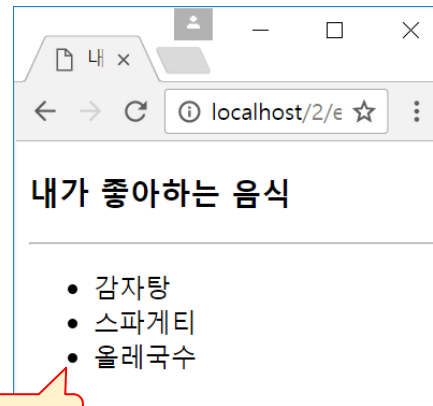 내
localhost/2/e
내가 좋아하는 음식
감자탕
스파게티
올레국수